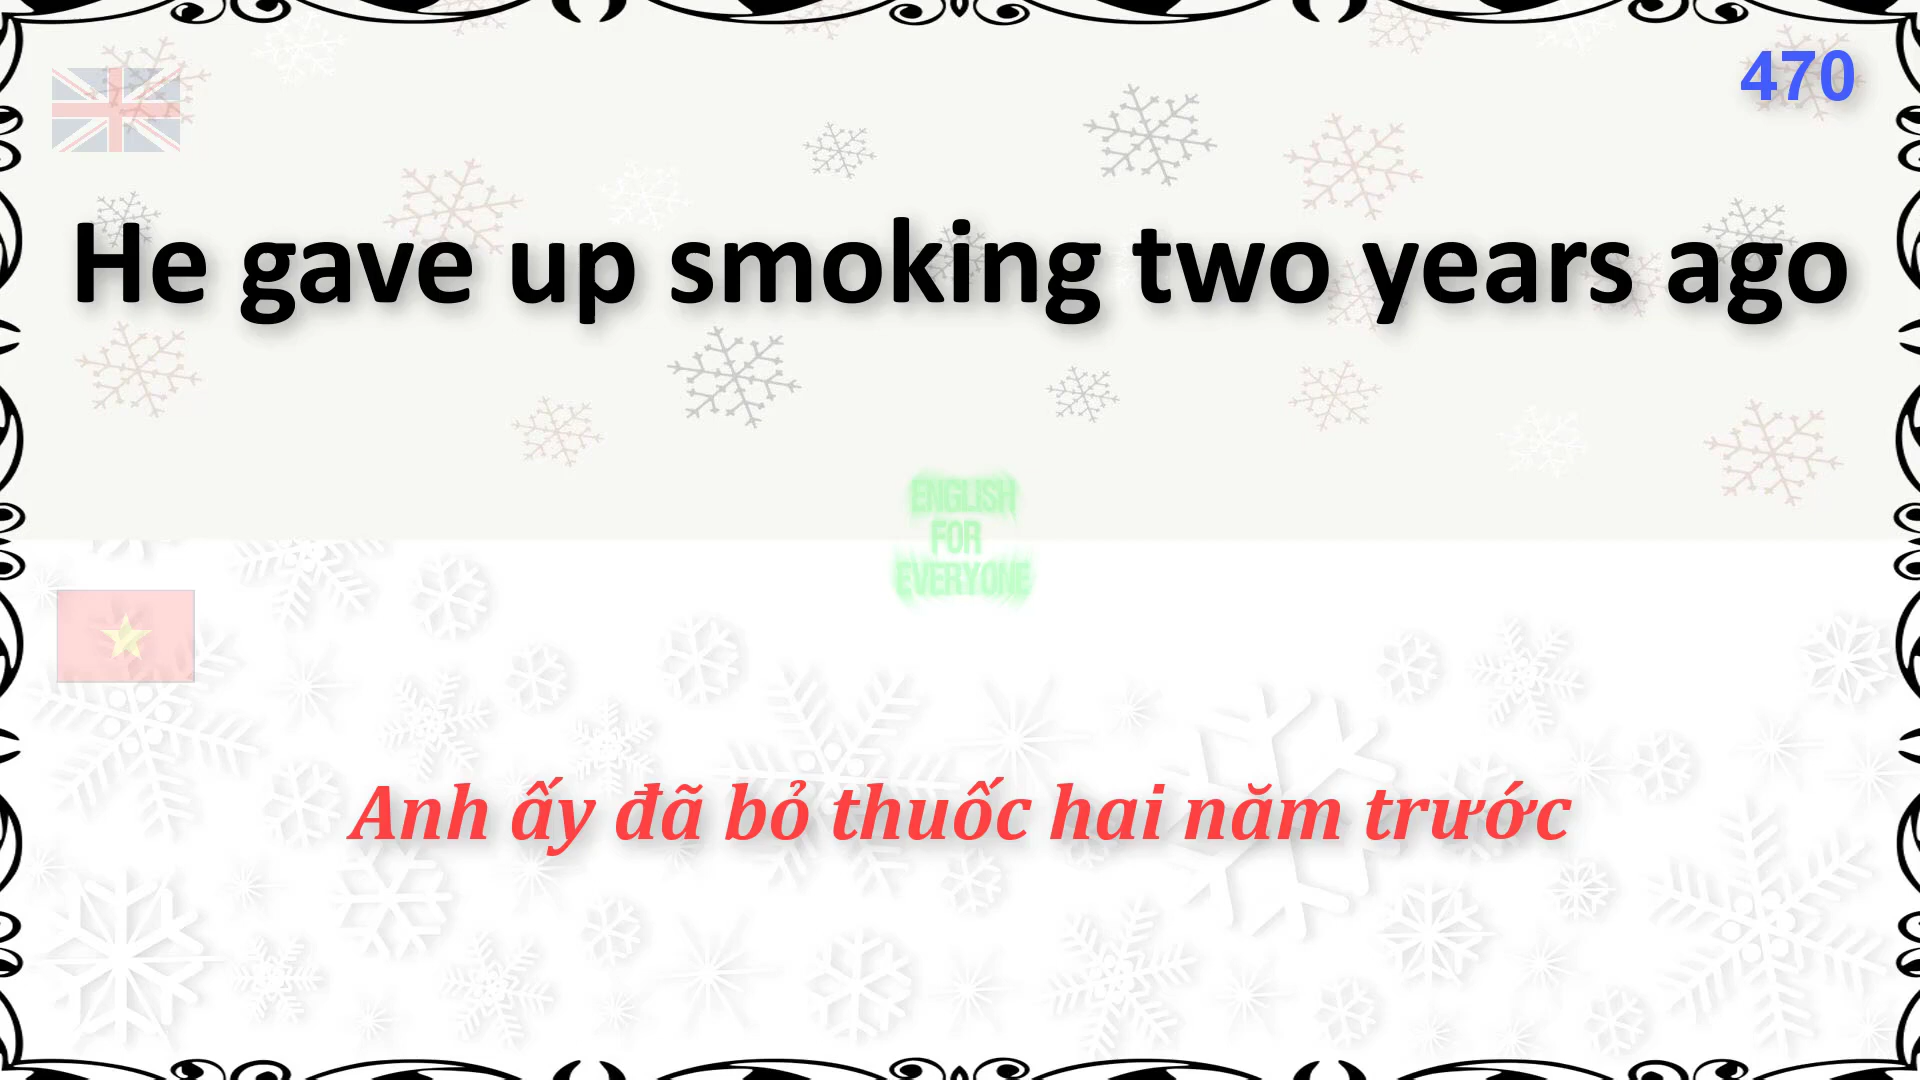 470
He gave up smoking two years ago
ENGLISH
FOR
EVERYONE
Anh ấy đã bỏ thuốc hai năm trước